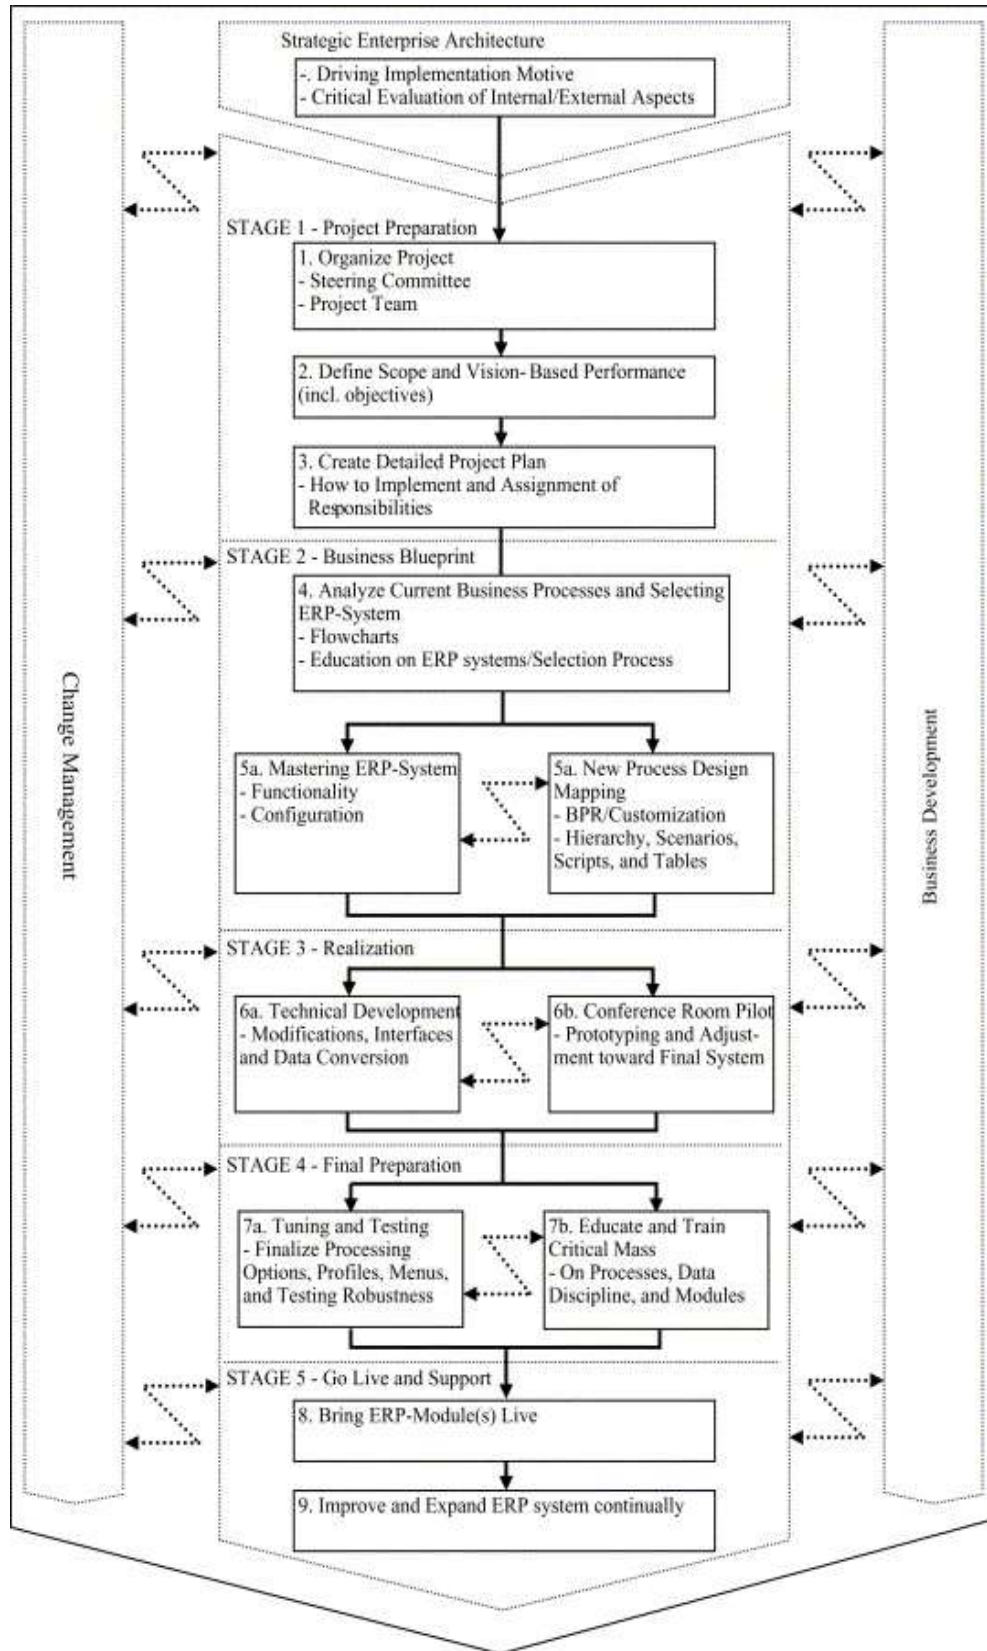 Strategic Enterprise Architecture
-. Driving Implementation Motive
- Critical Evaluation of Internal/External Aspects
STAGE 1 - Project Preparation
1. Organize Project
- Steering Committee
- Project Team
2. Define Scope and Vision- Based Performance
(incl. objectives)
3. Create Detailed Project Plan
- How to Implement and Assignment of
Responsibilities
STAGE 2 - Business Blueprint
4. Analyze Current Business Processes and Selecting
ERP-System
- Flowcharts
- Education on ERP systems/Selection Process
Change Management
Business Development
5a. Mastering ERP-System
- Functionality
- Configuration
5a. New Process Design
Mapping
- BPR/Customization
- Hierarchy, Scenarios,
Scripts, and Tables
STAGE 3 - Realization
6a. Technical Development
- Modifications, Interfaces
and Data Conversion
6b. Conference Room Pilot
- Prototyping and Adjust-
ment toward Final System
STAGE 4 - Final Preparation
7a. Tuning and Testing
- Finalize Processing
Options, Profiles, Menus,
and Testing Robustness
7b. Educate and Train
Critical Mass
- On Processes, Data
Discipline, and Modules
STAGE 5 - Go Live and Support
8. Bring ERP-Module(s) Live
9. Improve and Expand ERP system continually